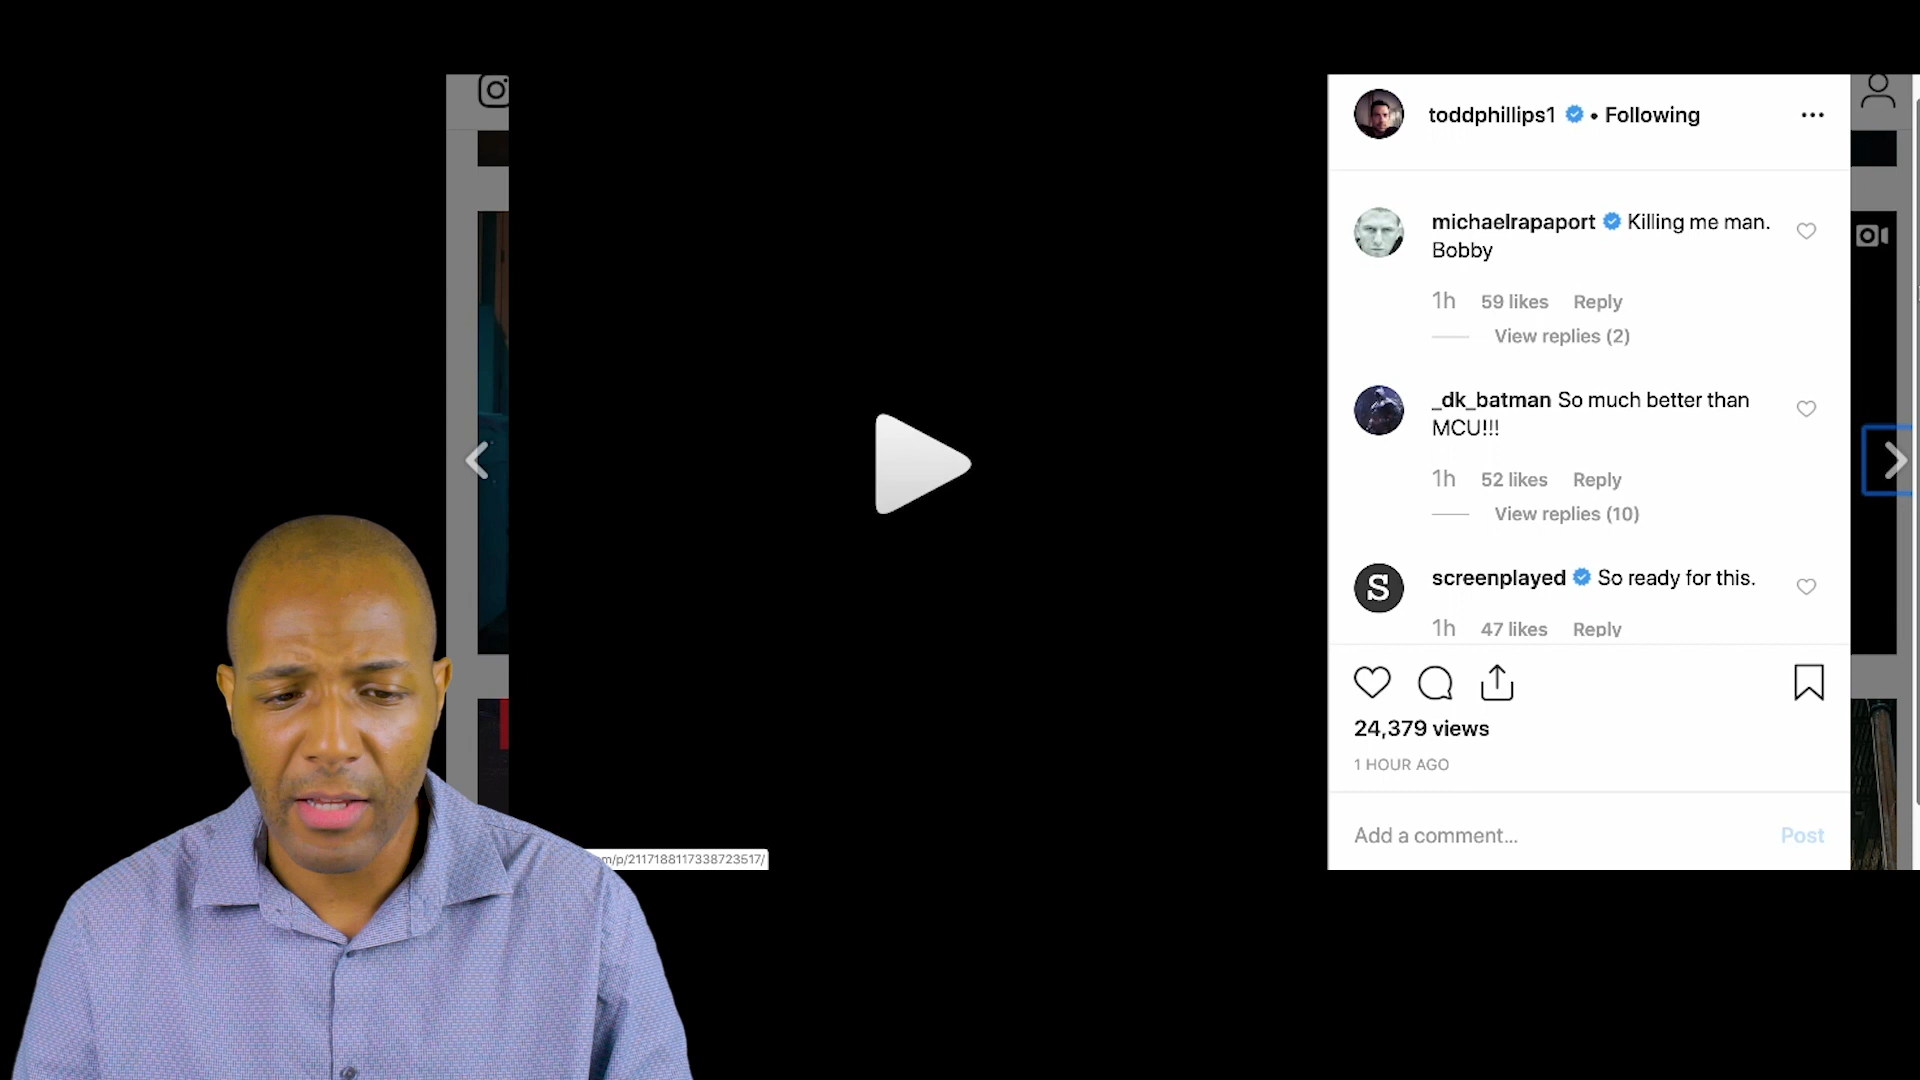 toddphillips1 • Following
michaelrapaport Killing me man.
Bobby
1h 59 likes Reply
View replies (2)
_dk_batman So much better than
MCU!!!
1h 52 likes Reply
View replies (10)
S
screenplayed So ready for this.
1h 47 likes Reply
24,379 views
1 HOUR AGO
Add a comment... Post
m/p/2117188117338723517/